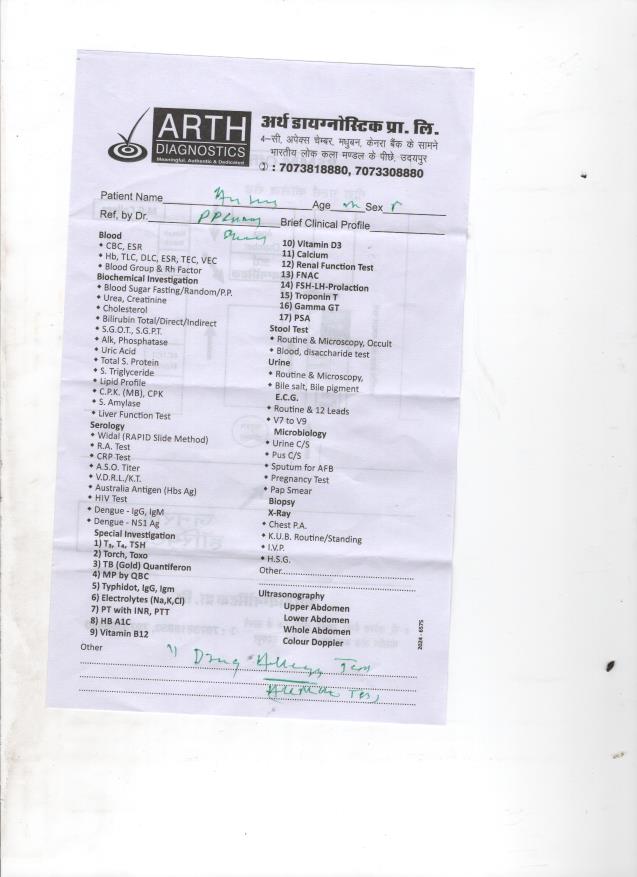 ARTH
DIAGNOSTICS
Meaningful, Authentic & Dedicated
अर्थ डायग्नोस्टिक प्रा. लि.
4-सी, अपेक्स चेम्बर, मधुबन, केनरा बैंक के सामने
भारतीय लोक कला मण्डल के पीछे, उदयपुर
: 7073818880, 7073308880
Patient Name Age Sex
Ref, by Dr. Brief Clinical Profile
Blood
CBC, ESR
Hb, TLC, DLC, ESR, TEC, VEC
Blood Group & Rh Factor
Biochemical Investigation
Blood Sugar Fasting/Random/P.P.
Urea, Creatinine
Cholesterol
Bilirubin Total/Direct/Indirect
S.G.O.T., S.G.P.T.
Alk, Phosphatase
Uric Acid
Total S. Protein
S. Triglyceride
Lipid Profile
C.P.K. (MB), CPK
S. Amylase
Liver Function Test
Serology
Widal (RAPID Slide Method)
R.A. Test
CRP Test
A.S.O. Titer
V.D.R.L./K.T.
Australia Antigen (Hbs Ag)
HIV Test
Dengue - IgG, IgM
Dengue - NS1 Ag
Special Investigation
1) T₃, T₄, TSH
2) Torch, Toxo
3) TB (Gold) Quantiferon
4) MP by QBC
5) Typhidot, IgG, Igm
6) Electrolytes (Na,K,Cl)
7) PT with INR, PTT
8) HB A1C
9) Vitamin B12
10) Vitamin D3
11) Calcium
12) Renal Function Test
13) FNAC
14) FSH-LH-Prolaction
15) Troponin T
16) Gamma GT
17) PSA
Stool Test
Routine & Microscopy, Occult
Blood, disaccharide test
Urine
Routine & Microscopy,
Bile salt, Bile pigment
E.C.G.
Routine & 12 Leads
V7 to V9
Microbiology
Urine C/S
Pus C/S
Sputum for AFB
Pregnancy Test
Pap Smear
Biopsy
X-Ray
Chest P.A.
K.U.B. Routine/Standing
I.V.P.
H.S.G.
Other
Ultrasonography
Upper Abdomen
Lower Abdomen
Whole Abdomen
Colour Doppler
2024 - 6575
Other
1) Drug Allergy Test